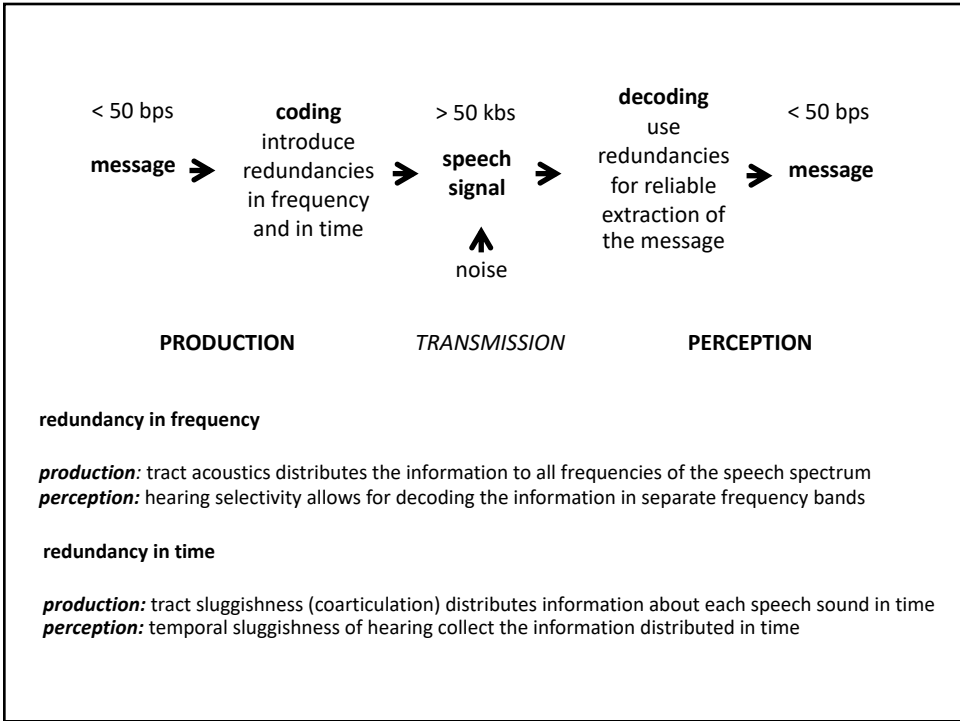 < 50 bps
message
coding
introduce
redundancies
in frequency
and in time
> 50 kbs
speech
signal
noise
decoding
use
redundancies
for reliable
extraction of
the message
< 50 bps
message
PRODUCTION
TRANSMISSION
PERCEPTION
redundancy in frequency
production: tract acoustics distributes the information to all frequencies of the speech spectrum
perception: hearing selectivity allows for decoding the information in separate frequency bands
redundancy in time
production: tract sluggishness (coarticulation) distributes information about each speech sound in time
perception: temporal sluggishness of hearing collect the information distributed in time